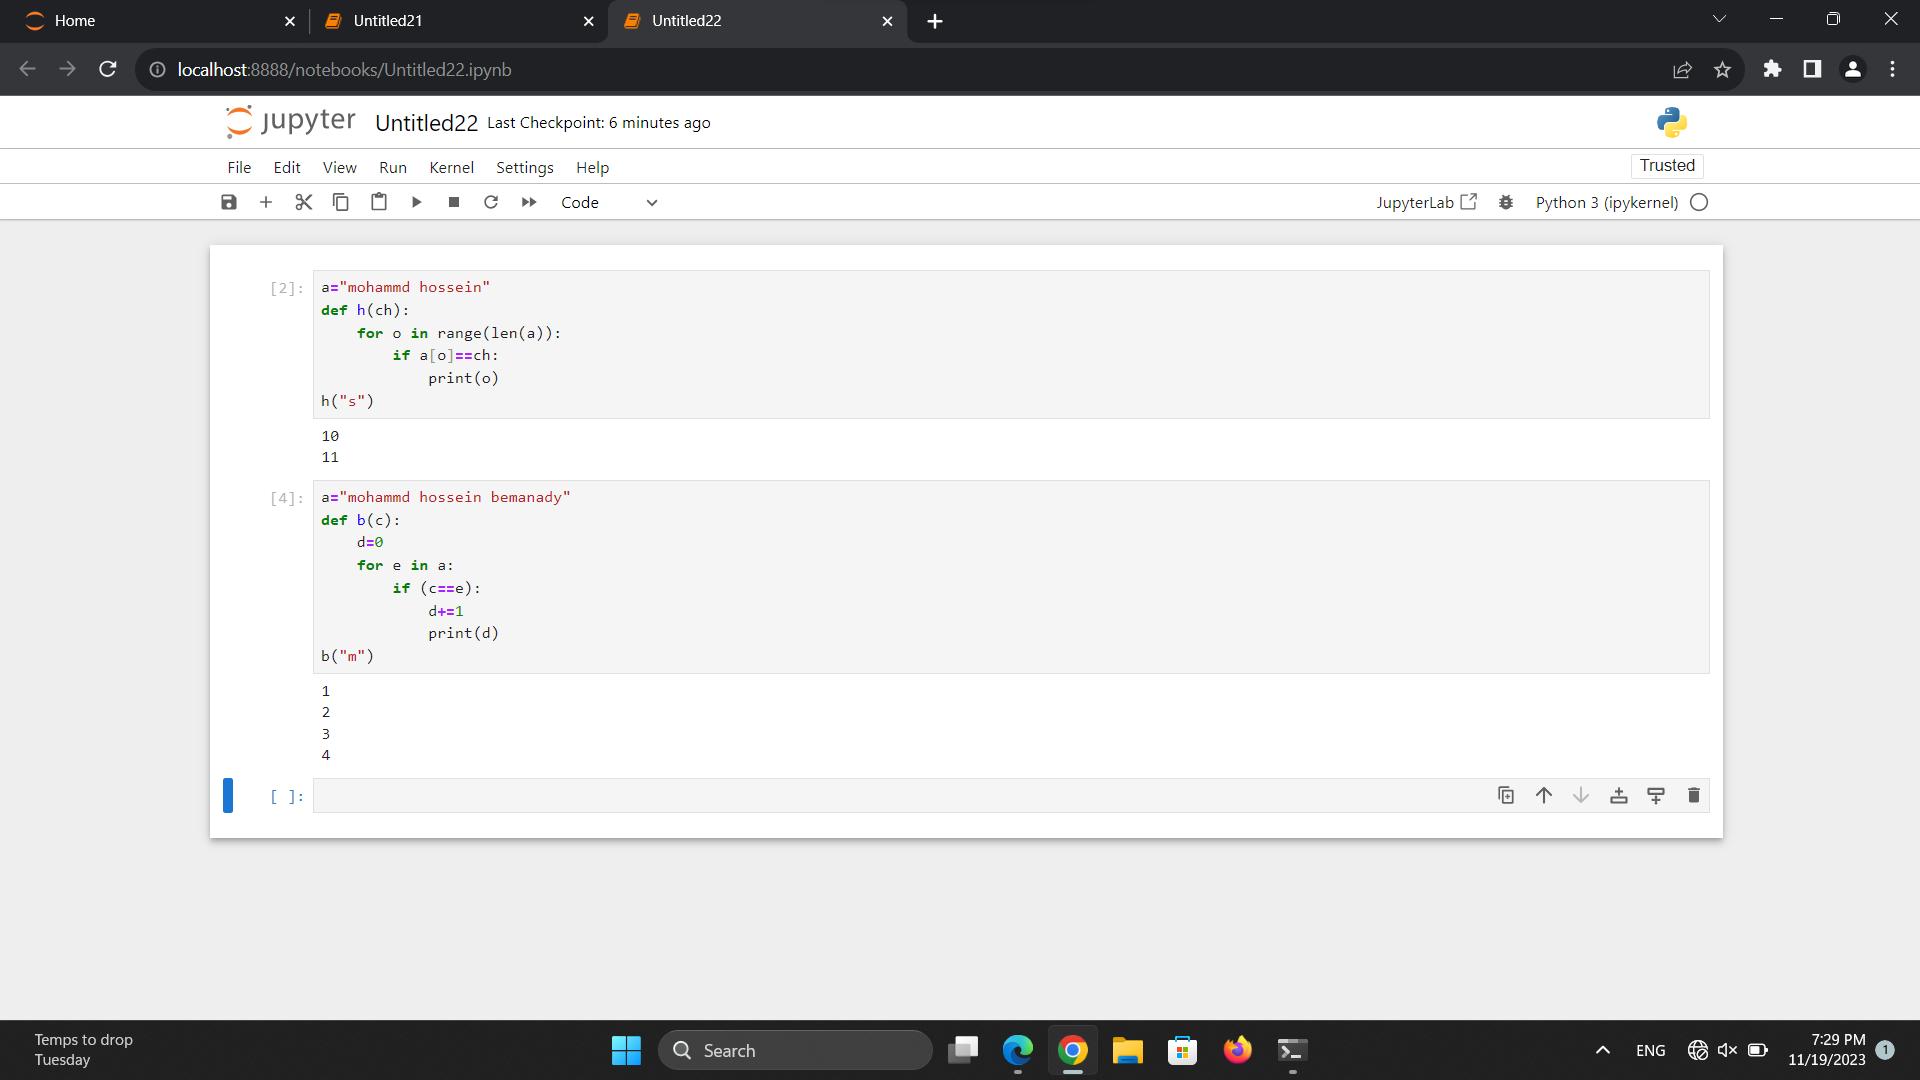 Home
Untitled21
Untitled22
localhost:8888/notebooks/Untitled22.ipynb
jupyter Untitled22 Last Checkpoint: 6 minutes ago
File Edit View Run Kernel Settings Help
Trusted
Code
JupyterLab
Python 3 (ipykernel)
[2]:
a="mohammd hossein"
def h(ch):
    for o in range(len(a)):
        if a[o]==ch:
            print(o)
h("s")
10
11
[4]:
a="mohammd hossein bemanady"
def b(c):
    d=0
    for e in a:
        if (c==e):
            d+=1
            print(d)
b("m")
1
2
3
4
[ ]:
Temps to drop
Tuesday
Search
ENG
7:29 PM
11/19/2023
1